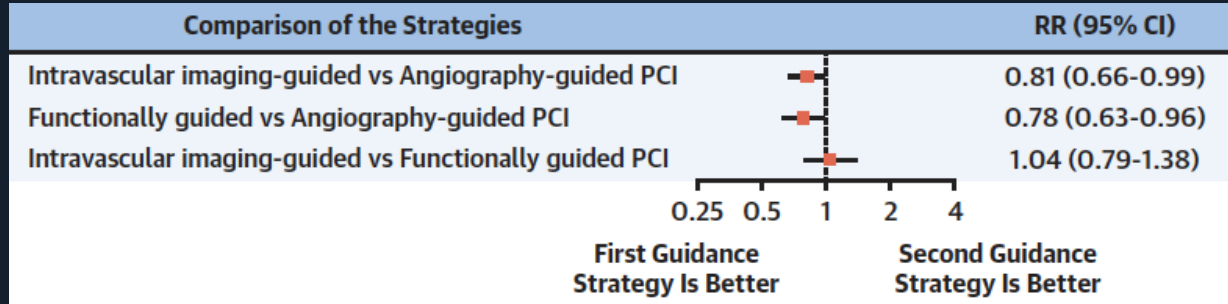 Comparison of the Strategies RR (95% CI)
Intravascular imaging-guided vs Angiography-guided PCI 0.81 (0.66-0.99)
Functionally guided vs Angiography-guided PCI 0.78 (0.63-0.96)
Intravascular imaging-guided vs Functionally guided PCI 1.04 (0.79-1.38)
0.25 0.5 1 2 4
First Guidance Second Guidance
Strategy Is Better Strategy Is Better